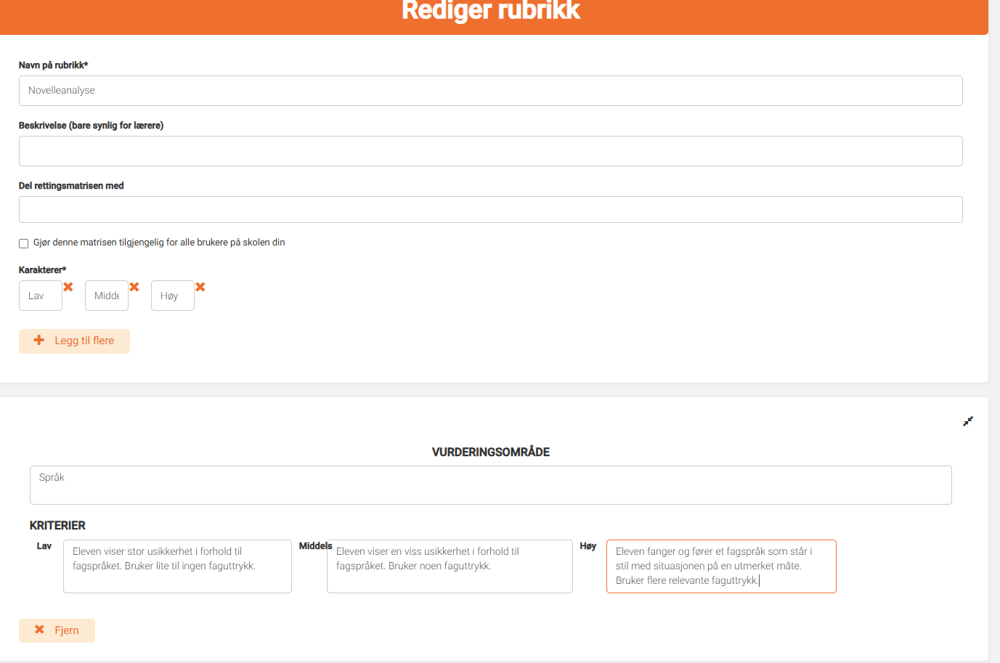 Rediger rubrikk
Navn på rubrikk*
Novelleanalyse
Beskrivelse (bare synlig for lærere)
Del rettingsmatrisen med
Gjør denne matrisen tilgjengelig for alle brukere på skolen din
Karakterer*
Lav Midde Høy
Legg til flere
VURDERINGSOMRÅDE
Språk
KRITERIER
Lav
Eleven viser stor usikkerhet i forhold til
fagspråket. Bruker lite til ingen faguttrykk.
Middels
Eleven viser en viss usikkerhet i forhold til
fagspråket. Bruker noen faguttrykk.
Høy
Eleven fanger og fører et fagspråk som står i
stil med situasjonen på en utmerket måte.
Bruker flere relevante faguttrykk.
Fjern